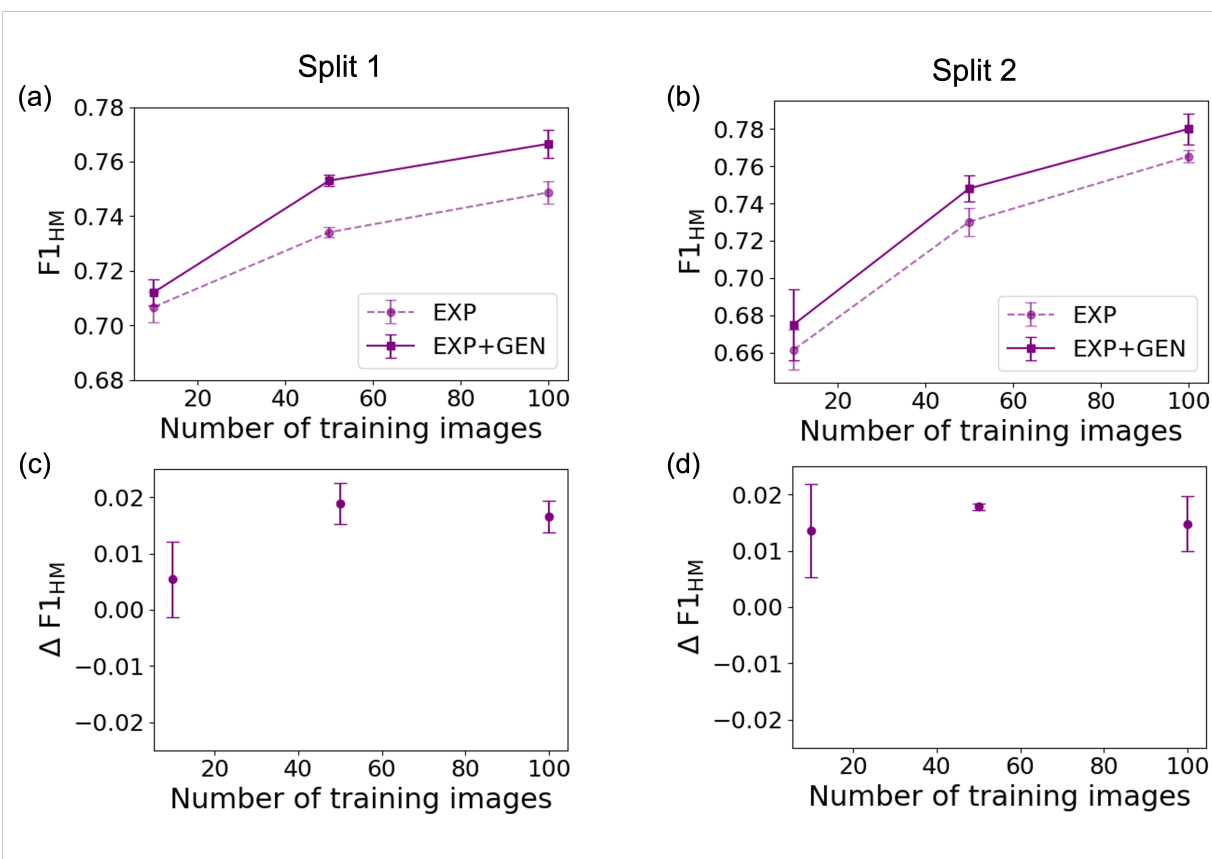 Split 1
Split 2
(a)
(b)
0.78
0.76
0.74
0.72
0.70
0.68
F1HM
EXP
EXP+GEN
20
40
60
80
100
Number of training images
0.78
0.76
0.74
0.72
0.70
0.68
0.66
F1HM
EXP
EXP+GEN
20
40
60
80
100
Number of training images
(c)
(d)
0.02
0.01
0.00
−0.01
−0.02
Δ F1HM
20
40
60
80
100
Number of training images
0.02
0.01
0.00
−0.01
−0.02
Δ F1HM
20
40
60
80
100
Number of training images